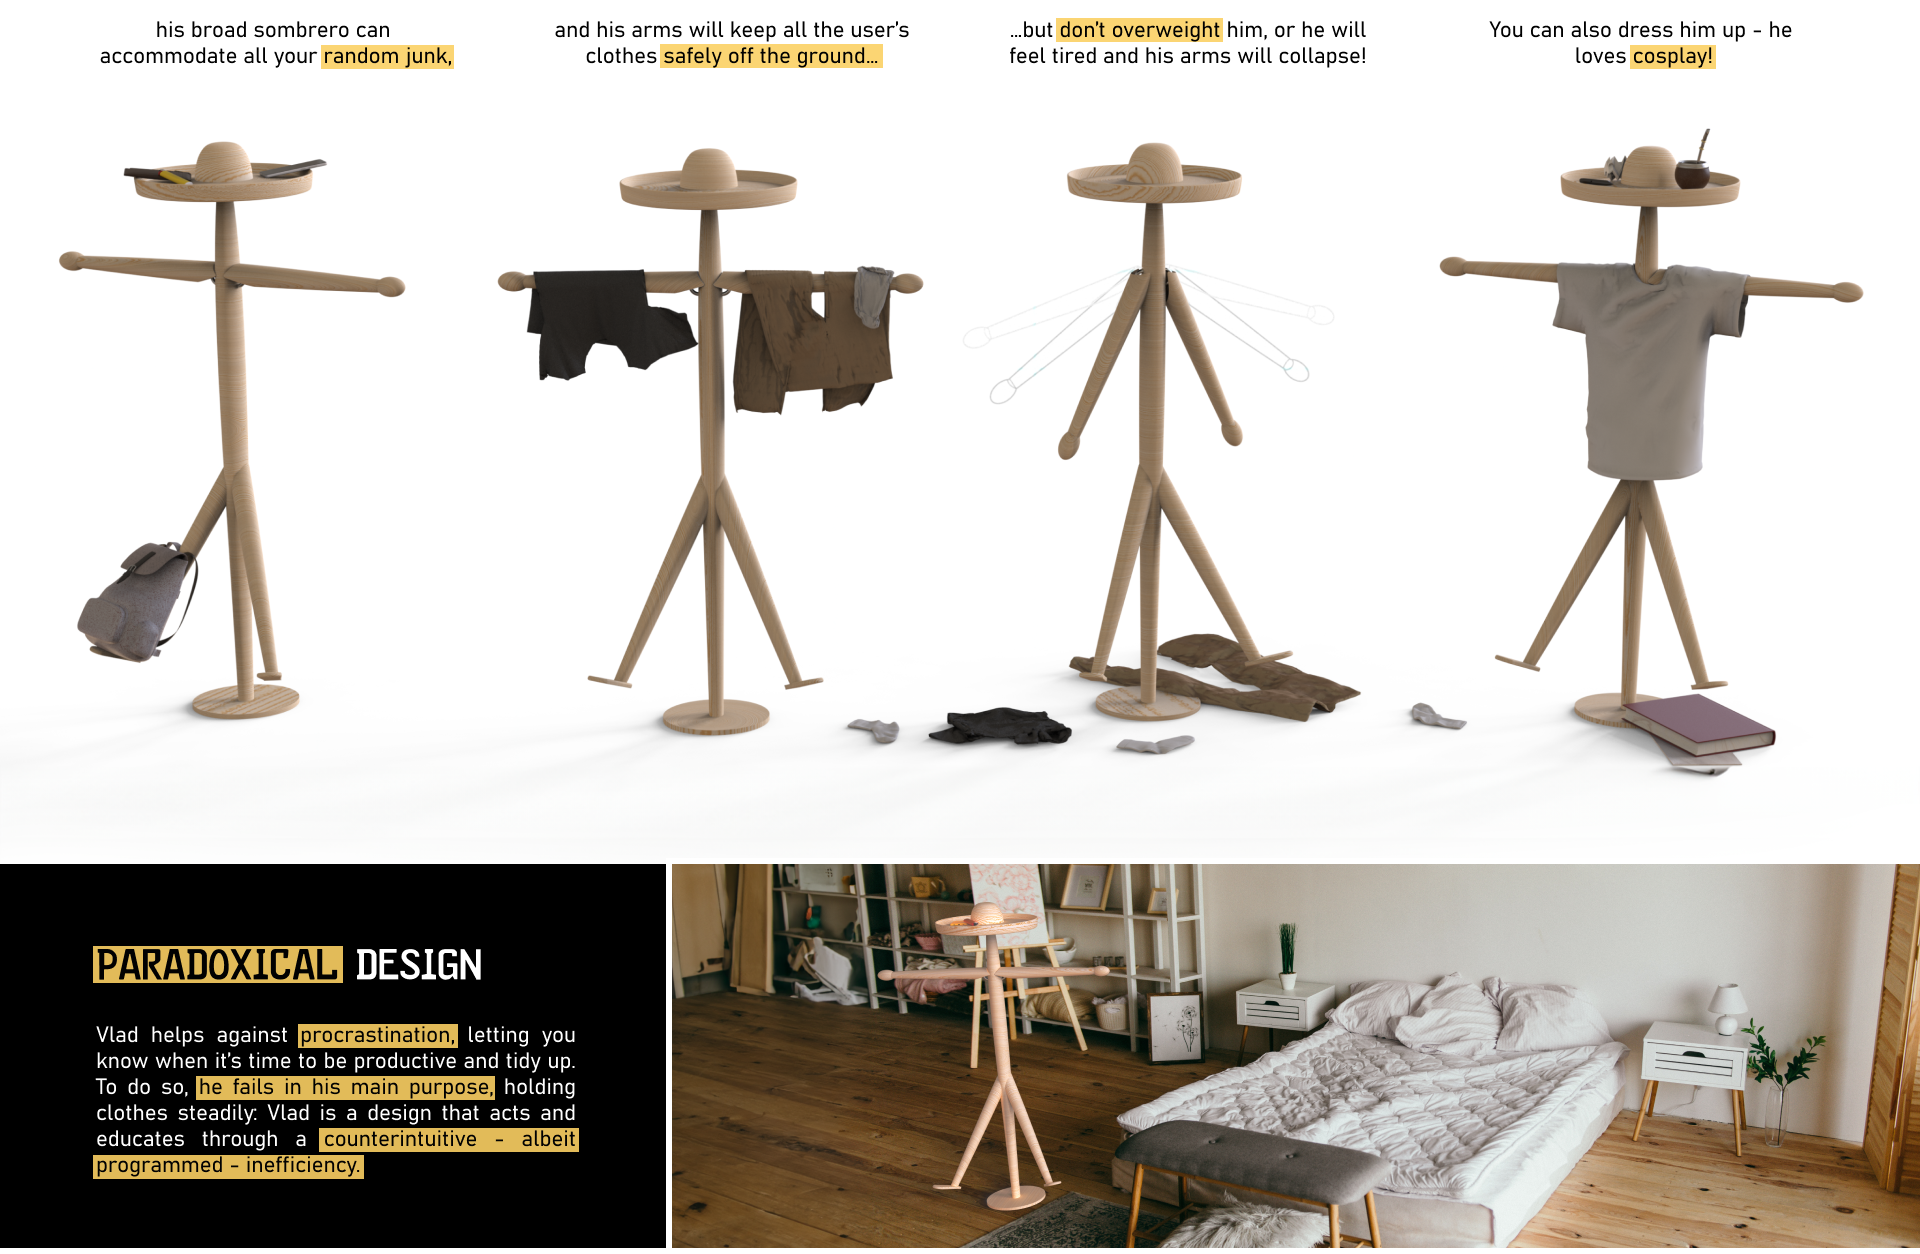 his broad sombrero can
accommodate all your random junk,
and his arms will keep all the user's
clothes safely off the ground...
...but don't overweight him, or he will
feel tired and his arms will collapse!
You can also dress him up - he
loves cosplay!
PARADOXICAL DESIGN
Vlad helps against procrastination, letting you
know when it's time to be productive and tidy up.
To do so, he fails in his main purpose, holding
clothes steadily: Vlad is a design that acts and
educates through a counterintuitive - albeit
programmed - inefficiency.